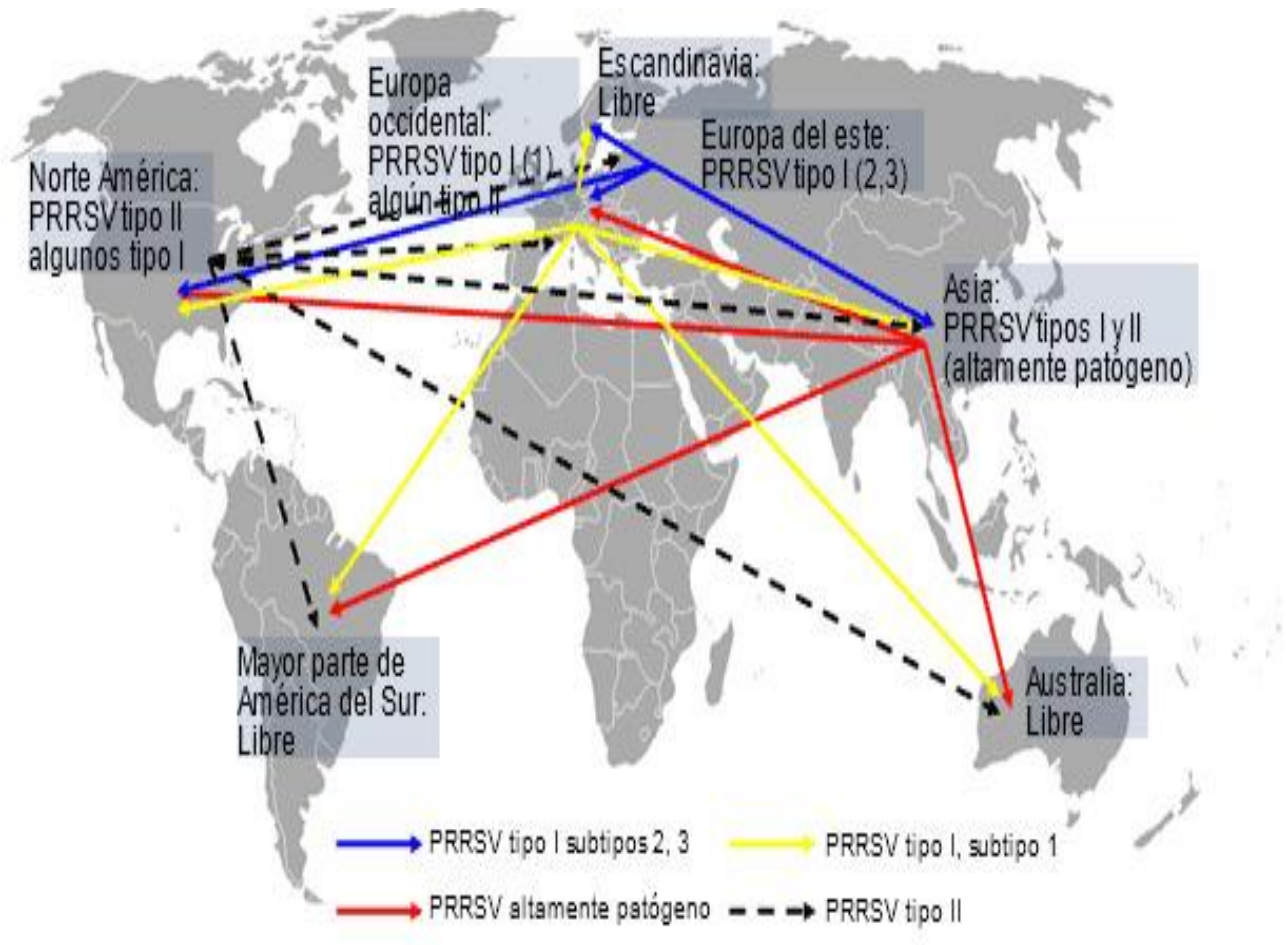 Escandinavia:
Libre
Europa
occidental:
PRRSV tipo I (1),
algún tipo II
Europa del este:
PRRSV tipo I (2,3)
Norte América:
PRRSV tipo II
algunos tipo I
Asia:
PRRSV tipos I y II
(altamente patógeno)
Mayor parte de
América del Sur:
Libre
Australia:
Libre
PRRSV tipo I subtipos 2, 3
PRRSV tipo I, subtipo 1
PRRSV altamente patógeno
PRRSV tipo II